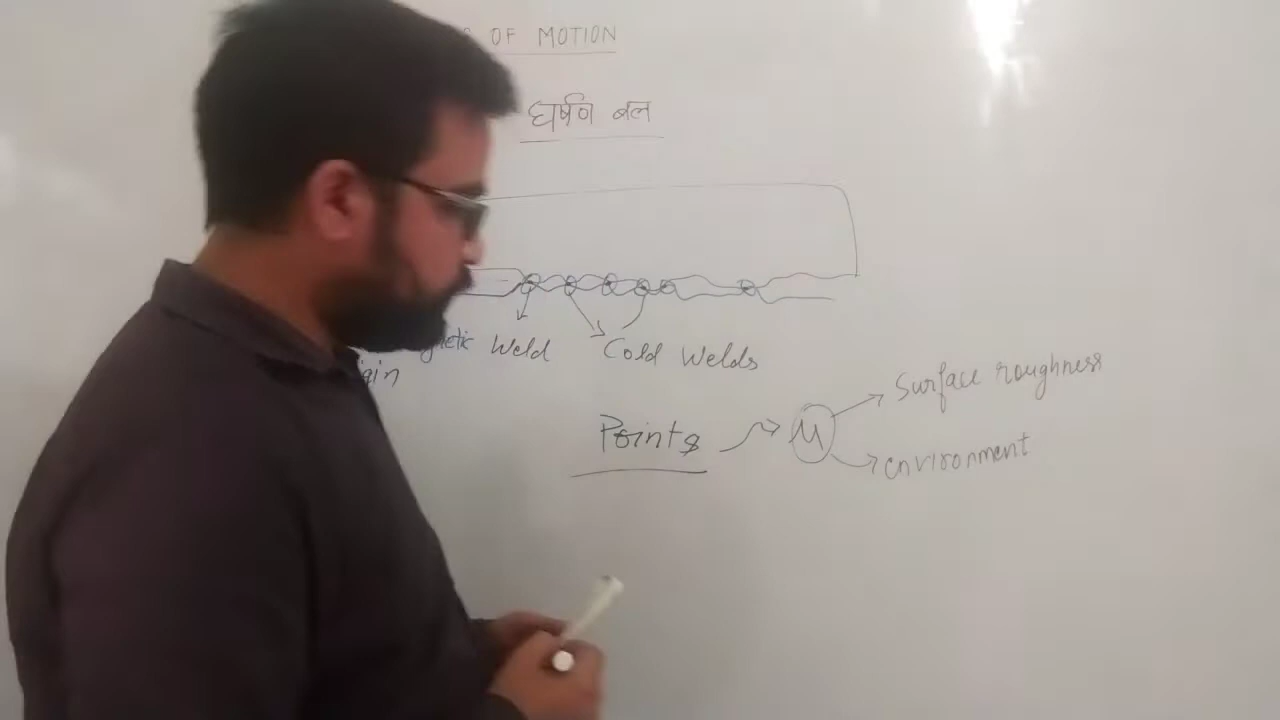 OF MOTION
घर्षण बल
Weld
Cold Welds
Points
μ
Surface roughness
environment